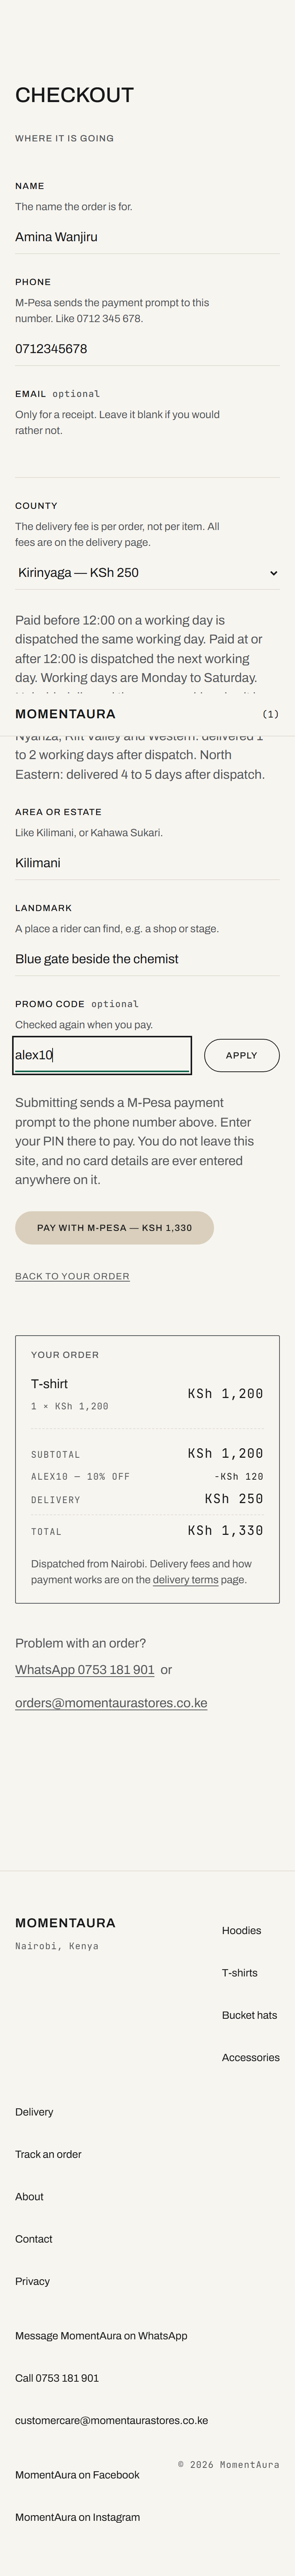 CHECKOUT
WHERE IT IS GOING
NAME
The name the order is for.
Amina Wanjiru
PHONE
M-Pesa sends the payment prompt to this
number. Like 0712 345 678.
0712345678
EMAIL optional
Only for a receipt. Leave it blank if you would
rather not.
COUNTY
The delivery fee is per order, not per item. All
fees are on the delivery page.
Kirinyaga — KSh 250
Paid before 12:00 on a working day is
dispatched the same working day. Paid at or
after 12:00 is dispatched the next working
day. Working days are Monday to Saturday.
MOMENTAURA (1)
Nyanza, Rift Valley and Western: delivered 1
to 2 working days after dispatch. North
Eastern: delivered 4 to 5 days after dispatch.
AREA OR ESTATE
Like Kilimani, or Kahawa Sukari.
Kilimani
LANDMARK
A place a rider can find, e.g. a shop or stage.
Blue gate beside the chemist
PROMO CODE optional
Checked again when you pay.
alex10 APPLY
Submitting sends a M-Pesa payment
prompt to the phone number above. Enter
your PIN there to pay. You do not leave this
site, and no card details are ever entered
anywhere on it.
PAY WITH M-PESA — KSH 1,330
BACK TO YOUR ORDER
YOUR ORDER
T-shirt KSh 1,200
1 × KSh 1,200
SUBTOTAL KSh 1,200
ALEX10 — 10% OFF -KSh 120
DELIVERY KSh 250
TOTAL KSh 1,330
Dispatched from Nairobi. Delivery fees and how
payment works are on the delivery terms page.
Problem with an order?
WhatsApp 0753 181 901 or
orders@momentaurastores.co.ke
MOMENTAURA
Nairobi, Kenya
Hoodies
T-shirts
Bucket hats
Accessories
Delivery
Track an order
About
Contact
Privacy
Message MomentAura on WhatsApp
Call 0753 181 901
customercare@momentaurastores.co.ke
MomentAura on Facebook
MomentAura on Instagram
© 2026 MomentAura